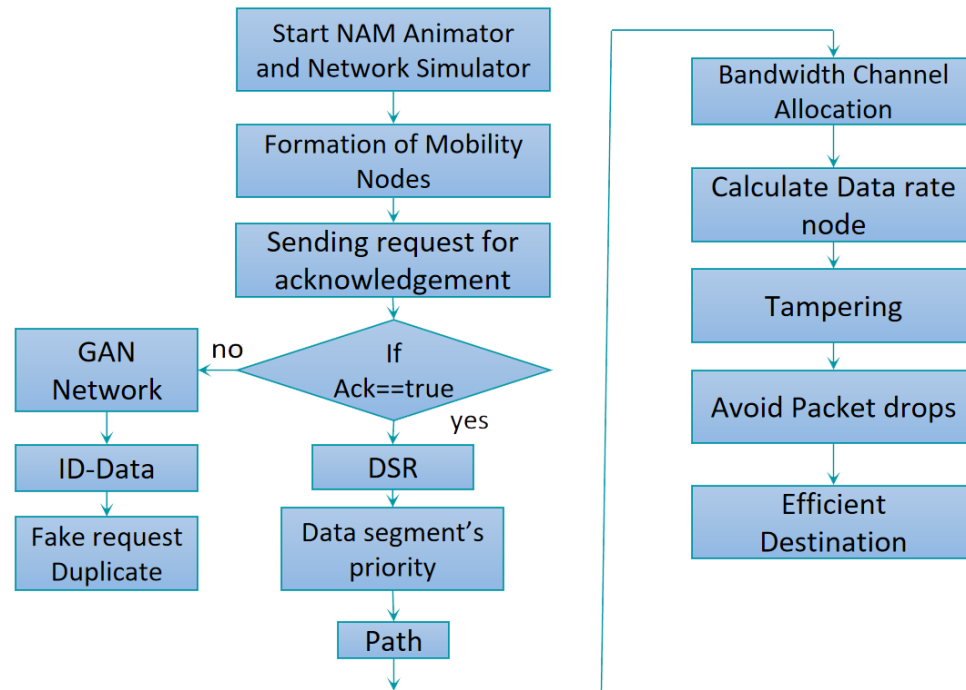 Start NAM Animator
and Network Simulator
Formation of Mobility
Nodes
Sending request for
acknowledgement
If
Ack==true
no
yes
GAN
Network
ID-Data
Fake request
Duplicate
DSR
Data segment’s
priority
Path
Bandwidth Channel
Allocation
Calculate Data rate
node
Tampering
Avoid Packet drops
Efficient
Destination